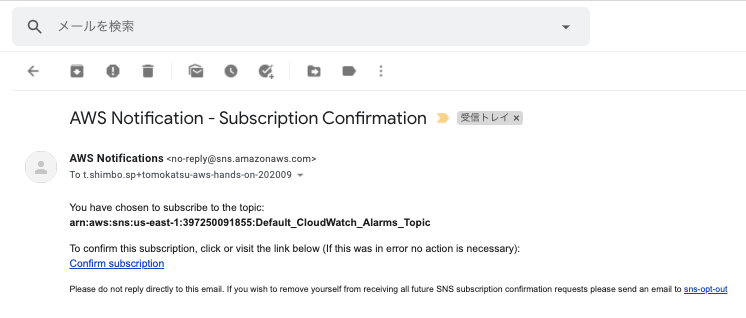 メールを検索
AWS Notification - Subscription Confirmation 受信トレイ ×
AWS Notifications <no-reply@sns.amazonaws.com>
To t.shimbo.sp+tomokatsu-aws-hands-on-202009
You have chosen to subscribe to the topic:
arn:aws:sns:us-east-1:397250091855:Default_CloudWatch_Alarms_Topic
To confirm this subscription, click or visit the link below (If this was in error no action is necessary):
Confirm subscription
Please do not reply directly to this email. If you wish to remove yourself from receiving all future SNS subscription confirmation requests please send an email to sns-opt-out